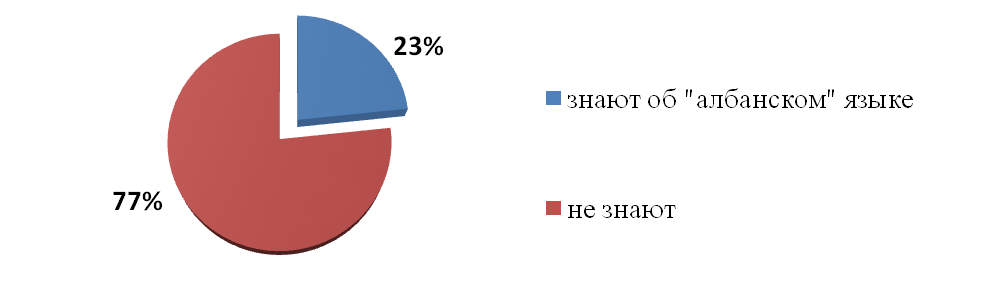 23%
знают об "албанском" языке
77%
не знают